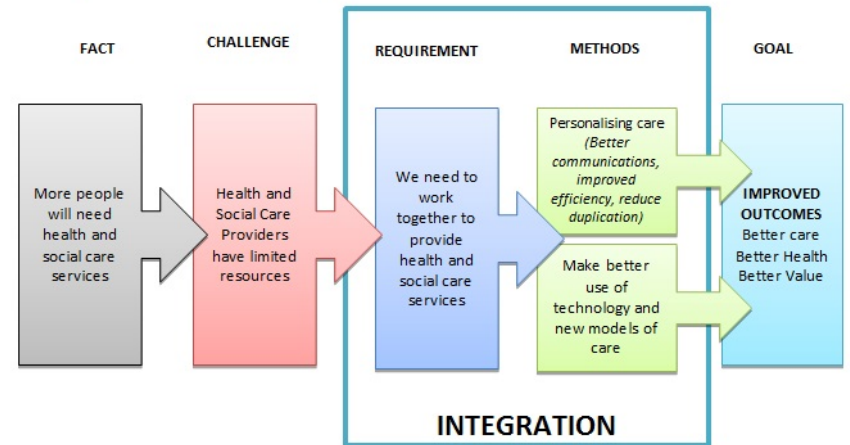 FACT
CHALLENGE
REQUIREMENT
METHODS
GOAL
More people
will need
health and
social care
services
Health and
Social Care
Providers
have limited
resources
We need to
work
together to
provide
health and
social care
services
Personalising care
(Better
communications,
improved
efficiency, reduce
duplication)
Make better
use of
technology and
new models of
care
IMPROVED
OUTCOMES
Better care
Better Health
Better Value
INTEGRATION